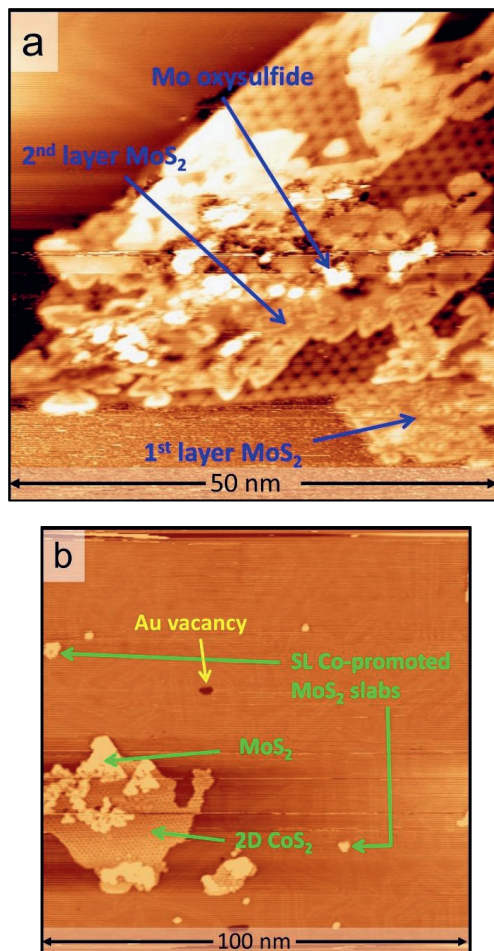 a
Mo oxysulfide
2nd layer MoS2
1st layer MoS2
50 nm
b
Au vacancy
SL Co-promoted
MoS2 slabs
MoS2
2D CoS2
100 nm